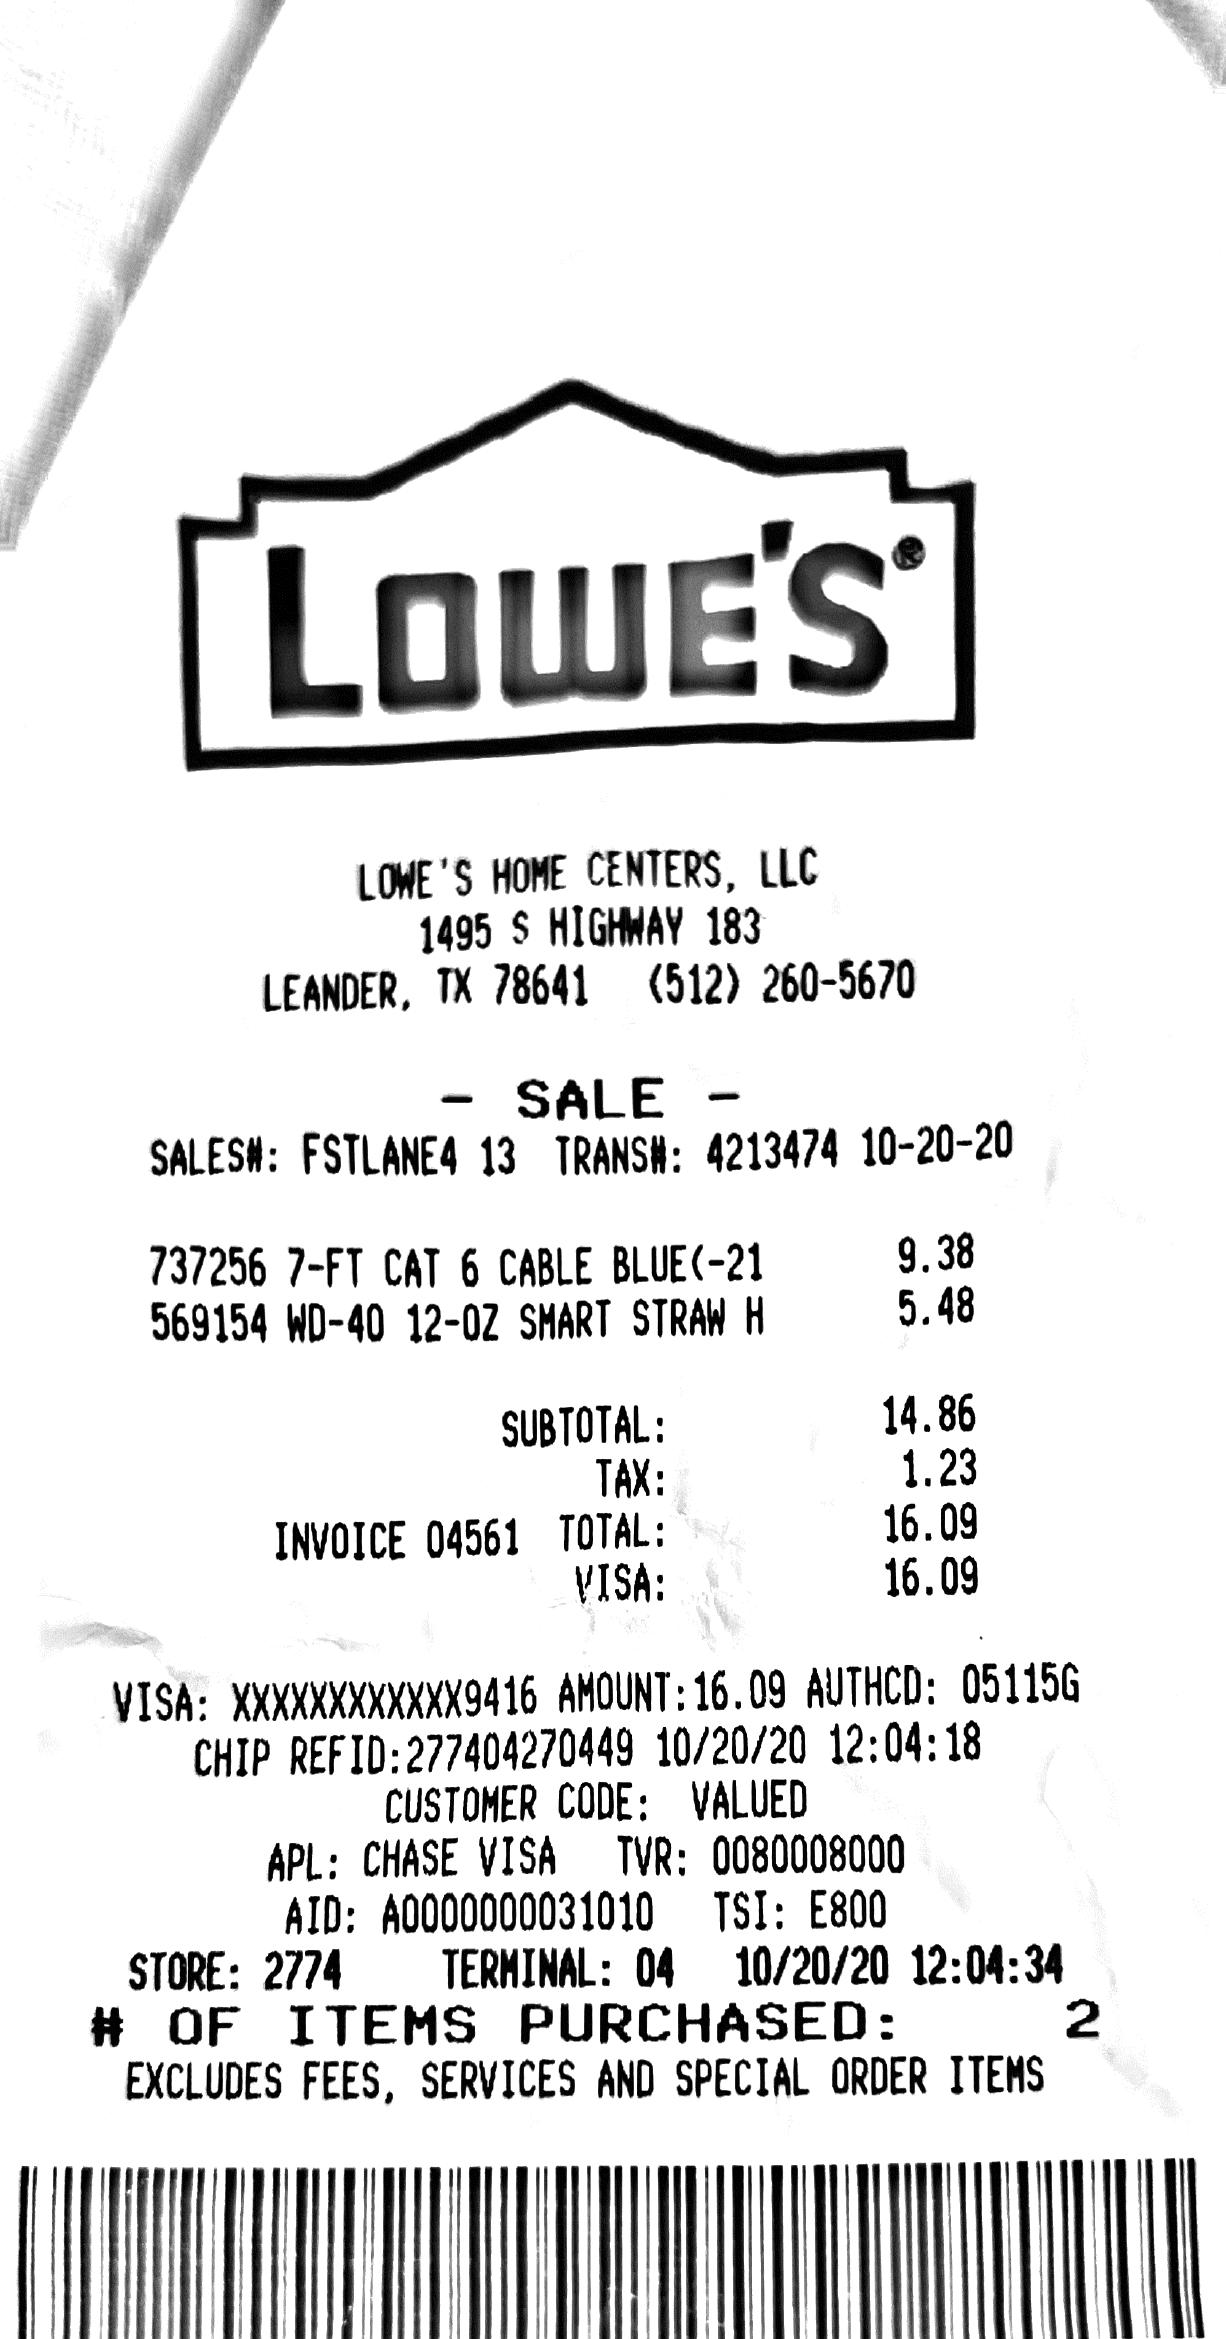 LOWE'S®
LOWE'S HOME CENTERS, LLC
1495 S HIGHWAY 183
LEANDER, TX 78641 (512) 260-5670
- SALE -
SALES#: FSTLANE4 13 TRANS#: 4213474 10-20-20
737256 7-FT CAT 6 CABLE BLUE(-21 9.38
569154 WD-40 12-OZ SMART STRAW H 5.48
SUBTOTAL: 14.86
TAX: 1.23
INVOICE 04561 TOTAL: 16.09
VISA: 16.09
VISA: XXXXXXXXXXXX9416 AMOUNT:16.09 AUTHCD: 05115G
CHIP REFID:277404270449 10/20/20 12:04:18
CUSTOMER CODE: VALUED
APL: CHASE VISA TVR: 0080008000
AID: A0000000031010 TSI: E800
STORE: 2774 TERMINAL: 04 10/20/20 12:04:34
# OF ITEMS PURCHASED: 2
EXCLUDES FEES, SERVICES AND SPECIAL ORDER ITEMS